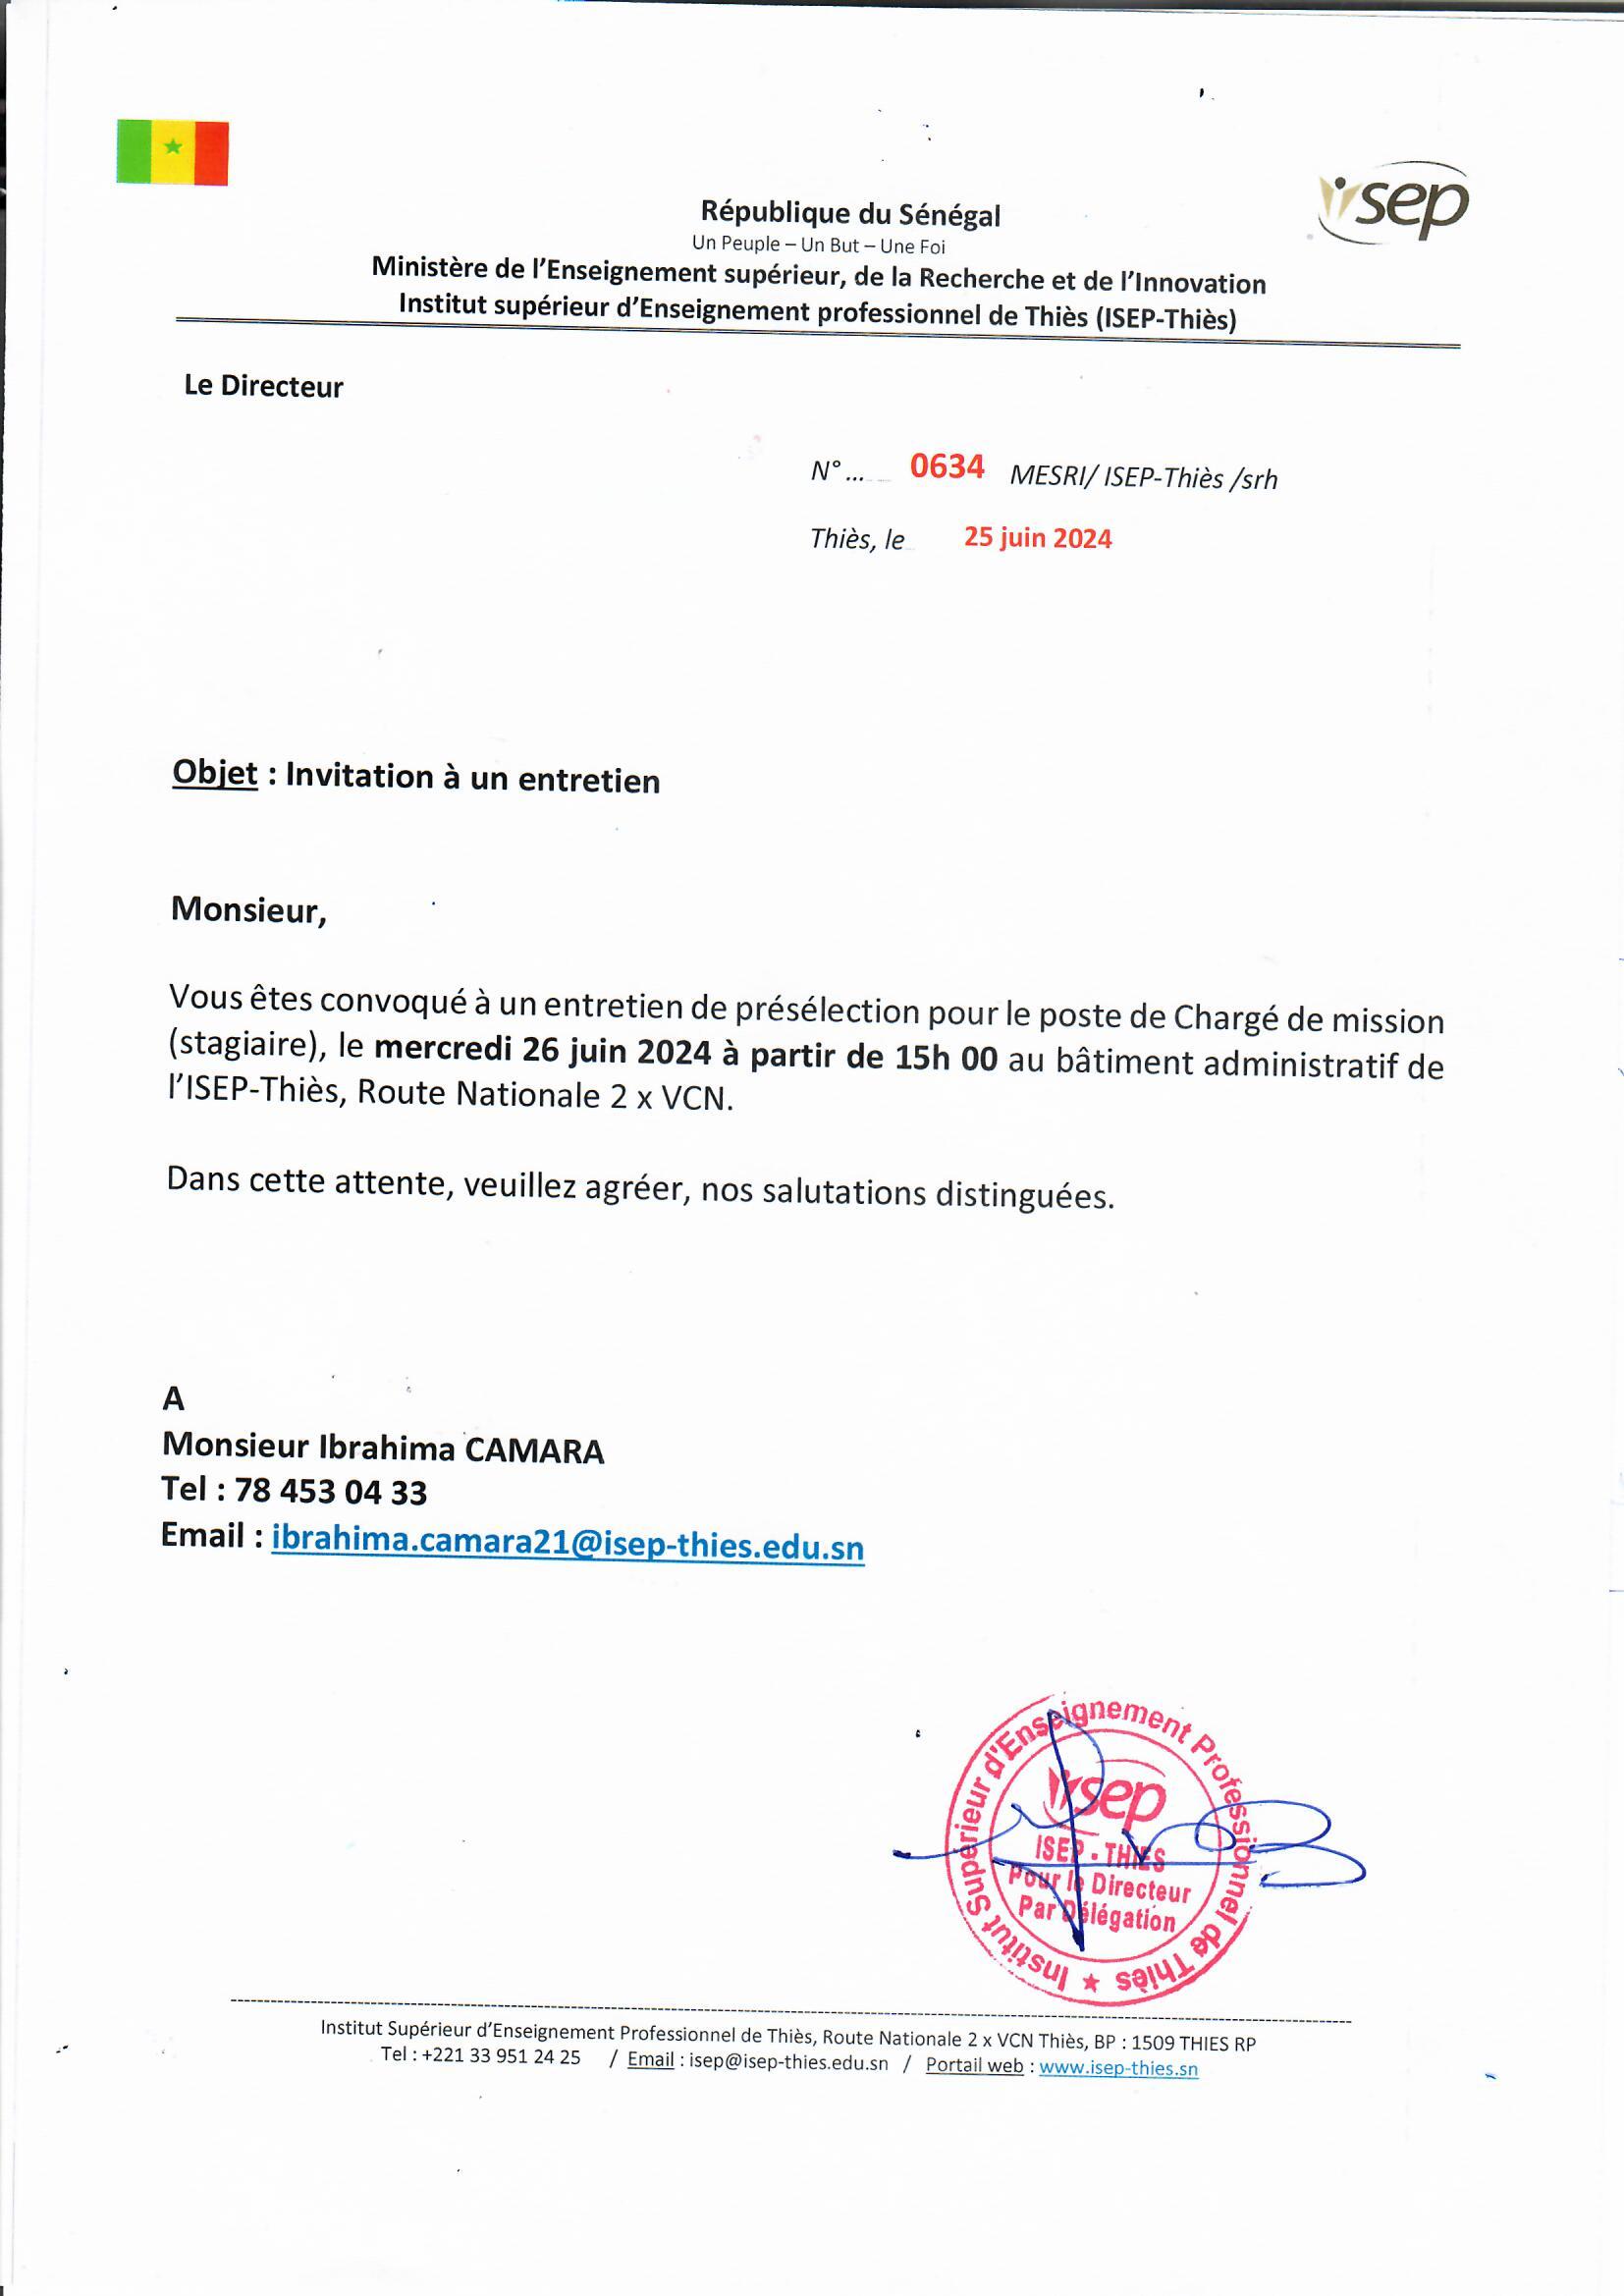 isep
République du Sénégal
Un Peuple – Un But – Une Foi
Ministère de l'Enseignement supérieur, de la Recherche et de l'Innovation
Institut supérieur d'Enseignement professionnel de Thiès (ISEP-Thiès)
Le Directeur
N° ... 0634 MESRI/ ISEP-Thiès /srh
Thiès, le 25 juin 2024
Objet : Invitation à un entretien
Monsieur,
Vous êtes convoqué à un entretien de présélection pour le poste de Chargé de mission
(stagiaire), le mercredi 26 juin 2024 à partir de 15h 00 au bâtiment administratif de
l'ISEP-Thiès, Route Nationale 2 x VCN.
Dans cette attente, veuillez agréer, nos salutations distinguées.
A
Monsieur Ibrahima CAMARA
Tel : 78 453 04 33
Email : ibrahima.camara21@isep-thies.edu.sn
Institut Supérieur d'Enseignement Professionnel de Thiès
isep
ISEP - THIES
Pour le Directeur
Par Délégation
Institut Supérieur d'Enseignement Professionnel de Thiès, Route Nationale 2 x VCN Thiès, BP : 1509 THIES RP
Tel : +221 33 951 24 25 / Email : isep@isep-thies.edu.sn / Portail web : www.isep-thies.sn